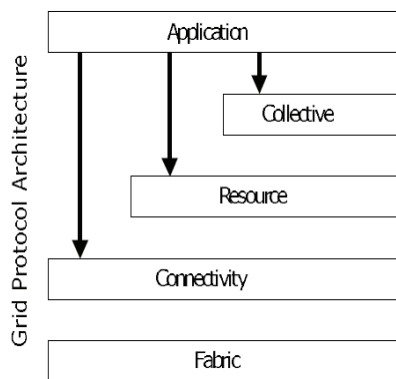 Grid Protocol Architecture
Application
Collective
Resource
Connectivity
Fabric